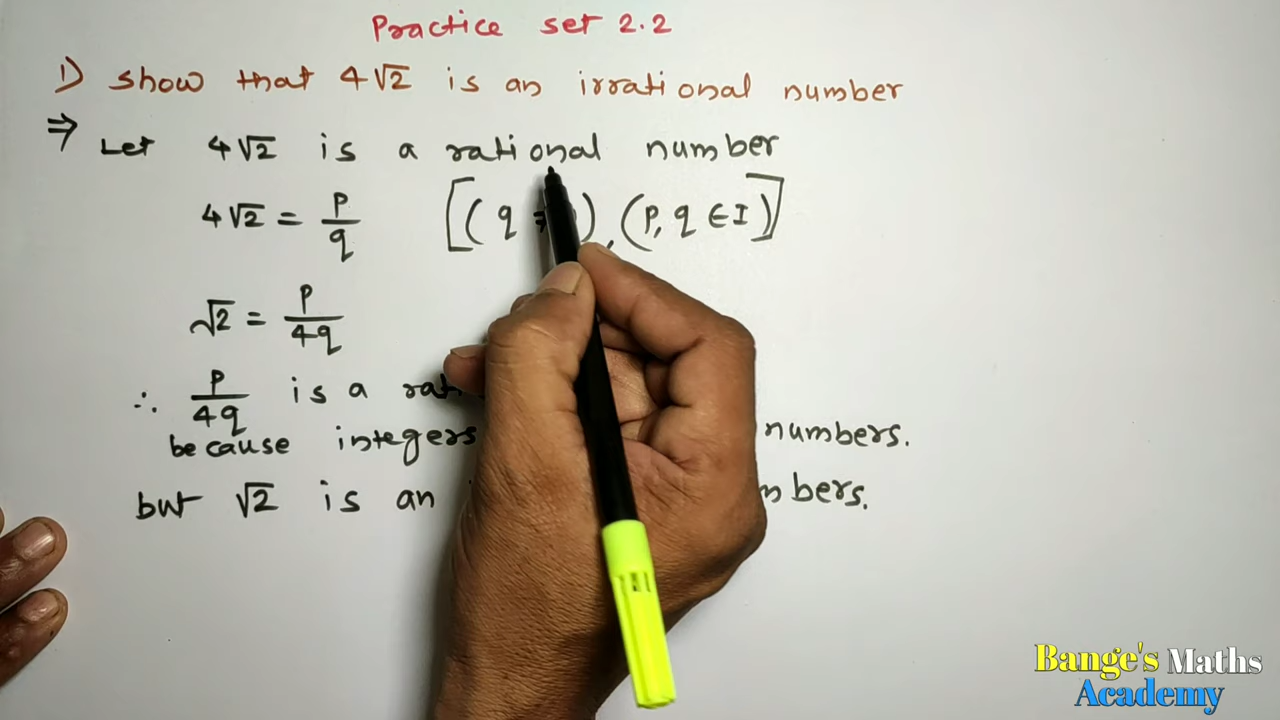 Practice set 2.2
1) show that 4√2 is an irrational number
⇒ Let 4√2 is a rational number
4√2 = p/q [(q ), (P, q ∈ I)]
√2 = P/4q
∴ P/4q is a
because integers numbers.
but √2 is an
Bange's Maths
Academy